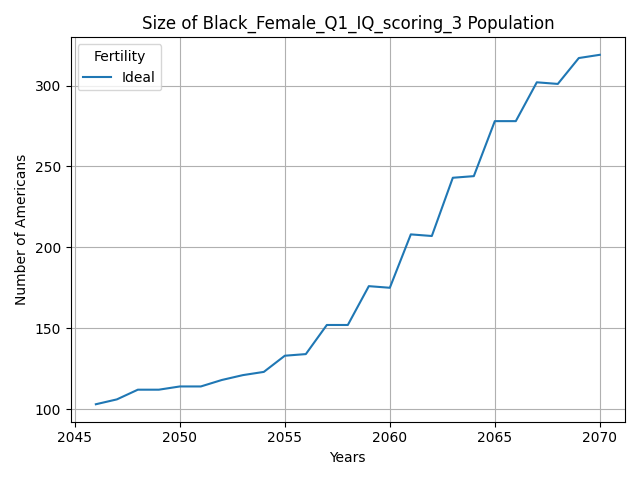 Size of Black_Female_Q1_IQ_scoring_3 Population
Fertility
Ideal
Number of Americans
300
250
200
150
100
2045 2050 2055 2060 2065 2070
Years